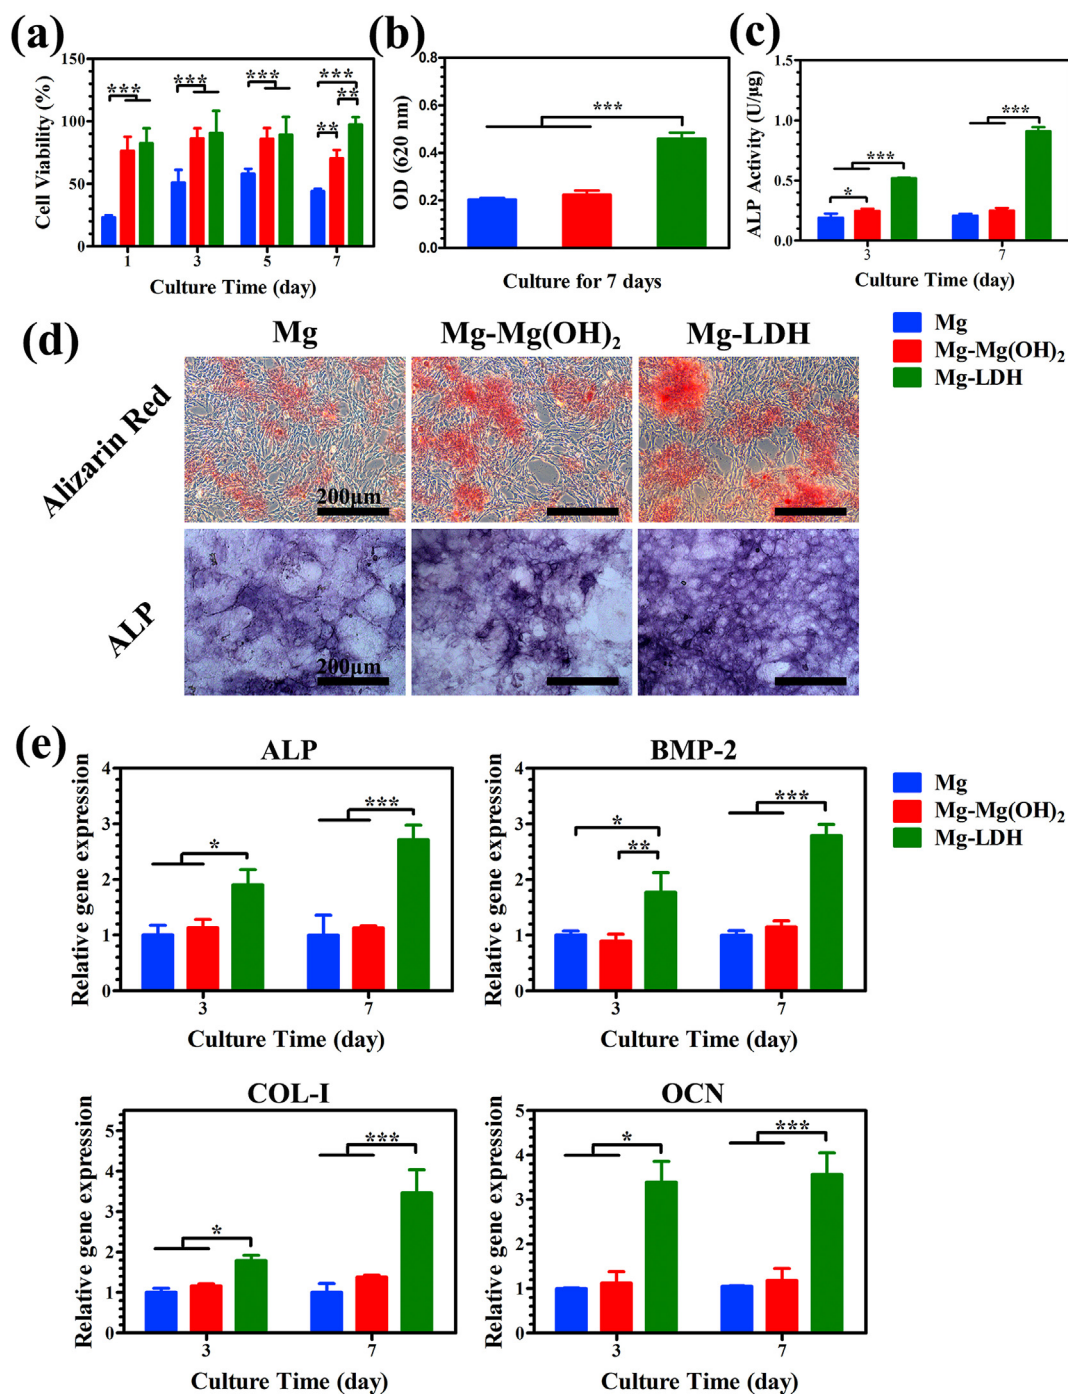 (a)
150
100
50
0
Cell Viability (%)
***
***
***
***
**
**
1 3 5 7
Culture Time (day)
(b)
0.8
0.6
0.4
0.2
0.0
OD (620 nm)
***
Culture for 7 days
(c)
1.5
1.0
0.5
0.0
ALP Activity (U/μg)
***
*
***
3 7
Culture Time (day)
Mg
Mg-Mg(OH)₂
Mg-LDH
(d)
Mg Mg-Mg(OH)₂ Mg-LDH
Alizarin Red
200μm
ALP
200μm
(e)
ALP
4
3
2
1
0
Relative gene expression
*
***
3 7
Culture Time (day)
BMP-2
4
3
2
1
0
Relative gene expression
*
**
***
3 7
Culture Time (day)
Mg
Mg-Mg(OH)₂
Mg-LDH
COL-I
5
4
3
2
1
0
Relative gene expression
*
***
3 7
Culture Time (day)
OCN
5
4
3
2
1
0
Relative gene expression
*
***
3 7
Culture Time (day)